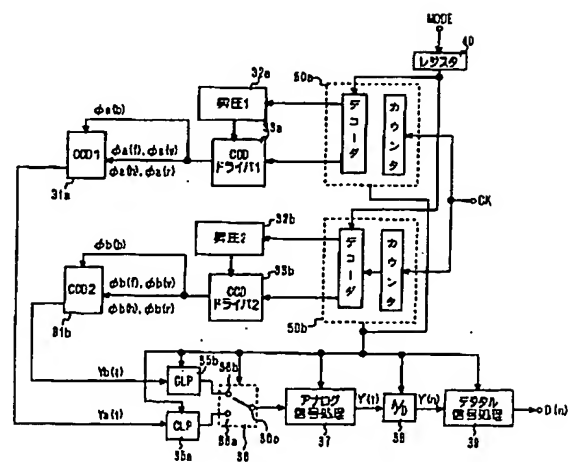 MODE
レジスタ
40
50a
32a
昇圧1
33a
デコーダ
カウンタ
φa(b)
CCD1
φa(f), φa(v)
φa(h), φa(r)
CCD
ドライバ1
31a
CK
32b
昇圧2
33b
デコーダ
カウンタ
φb(b)
CCD2
φb(f), φb(v)
φb(h), φb(r)
CCD
ドライバ2
31b
50b
35b
36b
Yb(t)
CLP
アナログ
信号処理
Y'(t)
A/D
Y'(n)
デジタル
信号処理
D(n)
Ya(t)
CLP
36a
36c
35a
36
37
38
39